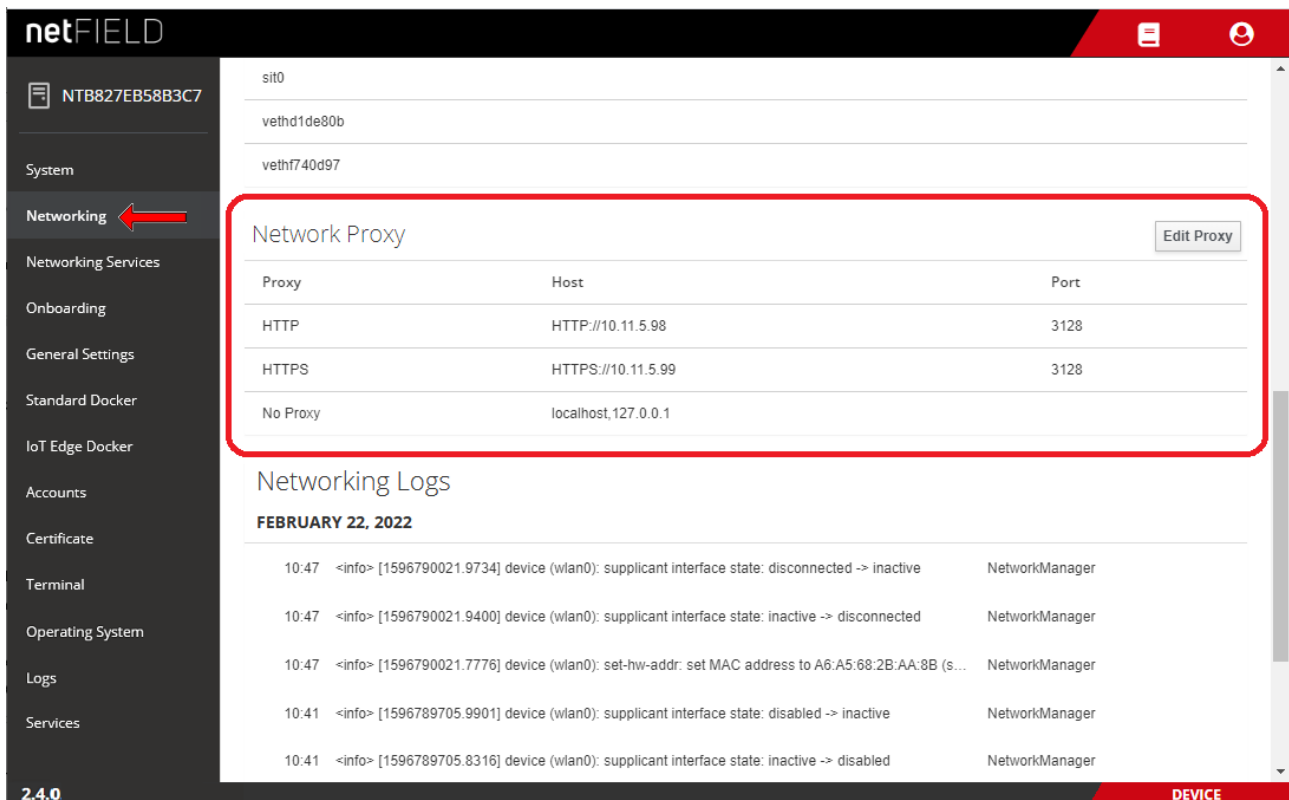 netFIELD
NTB827EB58B3C7
System
Networking
Networking Services
Onboarding
General Settings
Standard Docker
IoT Edge Docker
Accounts
Certificate
Terminal
Operating System
Logs
Services
sit0
vethd1de80b
vethf740d97
Network Proxy
Edit Proxy
Proxy Host Port
HTTP HTTP://10.11.5.98 3128
HTTPS HTTPS://10.11.5.99 3128
No Proxy localhost,127.0.0.1
Networking Logs
FEBRUARY 22, 2022
10:47 <info> [1596790021.9734] device (wlan0): supplicant interface state: disconnected -> inactive NetworkManager
10:47 <info> [1596790021.9400] device (wlan0): supplicant interface state: inactive -> disconnected NetworkManager
10:47 <info> [1596790021.7776] device (wlan0): set-hw-addr: set MAC address to A6:A5:68:2B:AA:8B (s... NetworkManager
10:41 <info> [1596789705.9901] device (wlan0): supplicant interface state: disabled -> inactive NetworkManager
10:41 <info> [1596789705.8316] device (wlan0): supplicant interface state: inactive -> disabled NetworkManager
2.4.0
DEVICE